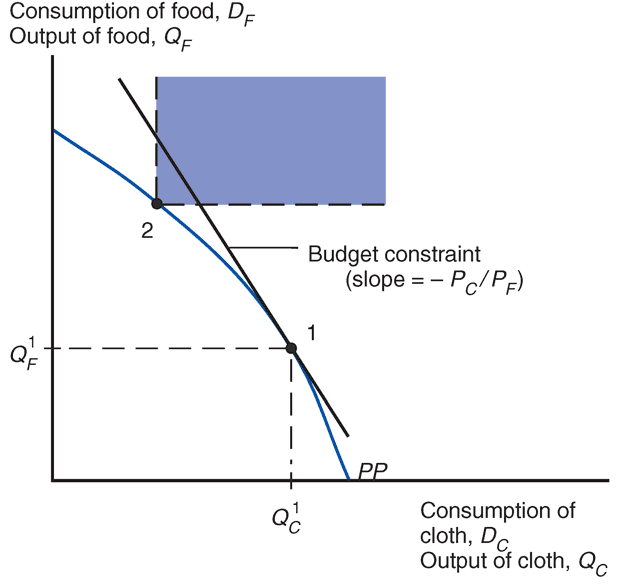 Consumption of food, D_F
Output of food, Q_F
2
Budget constraint
(slope = – P_C/P_F)
1
Q_F^1
PP
Q_C^1
Consumption of
cloth, D_C
Output of cloth, Q_C